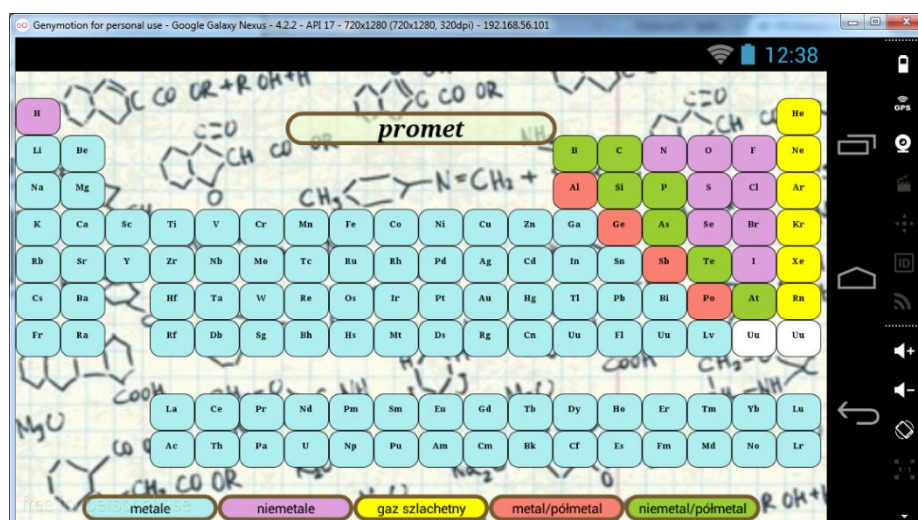 Genymotion for personal use - Google Galaxy Nexus - 4.2.2 - API 17 - 720x1280 (720x1280, 320dpi) - 192.168.56.101
12:38
promet
H He
Li Be B C N O F Ne
Na Mg Al Si P S Cl Ar
K Ca Sc Ti V Cr Mn Fe Co Ni Cu Zn Ga Ge As Se Br Kr
Rb Sr Y Zr Nb Mo Tc Ru Rh Pd Ag Cd In Sn Sb Te I Xe
Cs Ba Hf Ta W Re Os Ir Pt Au Hg Tl Pb Bi Po At Rn
Fr Ra Rf Db Sg Bh Hs Mt Ds Rg Cn Uu Fl Uu Lv Uu Uu
La Ce Pr Nd Pm Sm Eu Gd Tb Dy Ho Er Tm Yb Lu
Ac Th Pa U Np Pu Am Cm Bk Cf Es Fm Md No Lr
metale niemetale gaz szlachetny metal/półmetal niemetal/półmetal
GPS
ID